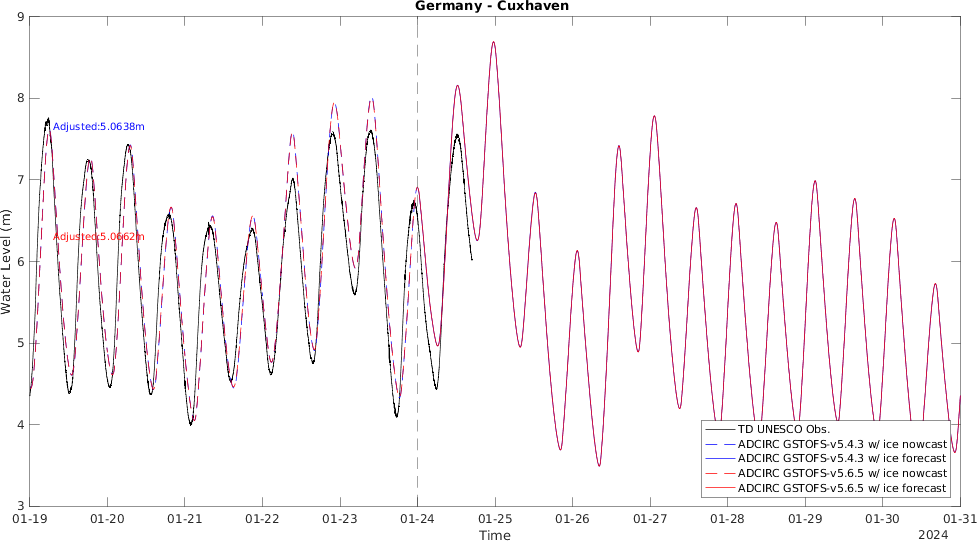 Germany - Cuxhaven
9
8
7
6
5
4
3
Water Level (m)
Adjusted:5.0638m
Adjusted:5.0662m
TD UNESCO Obs.
ADCIRC GSTOFS-v5.4.3 w/ ice nowcast
ADCIRC GSTOFS-v5.4.3 w/ ice forecast
ADCIRC GSTOFS-v5.6.5 w/ ice nowcast
ADCIRC GSTOFS-v5.6.5 w/ ice forecast
01-19 01-20 01-21 01-22 01-23 01-24 01-25 01-26 01-27 01-28 01-29 01-30 01-31
Time
2024